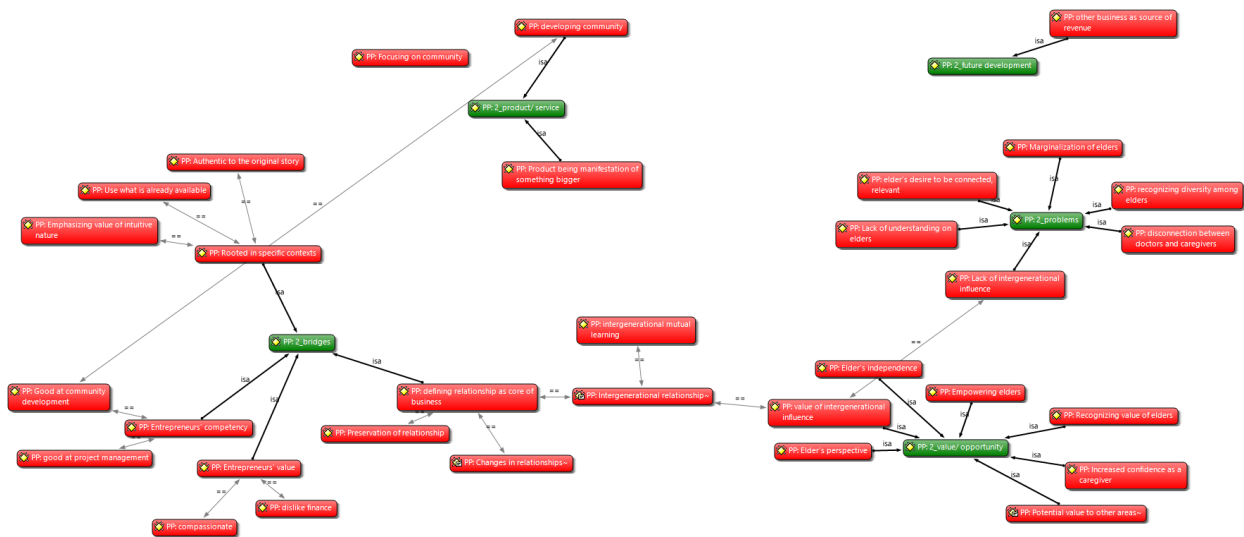 PP: developing community
PP: other business as source of
revenue
PP: Focusing on community
isa
isa
PP: 2_future development
PP: 2_product/ service
isa
PP: Marginalization of elders
PP: Authentic to the original story
PP: Product being manifestation of
something bigger
PP: elder's desire to be connected,
relevant
isa
PP: recognizing diversity among
elders
PP: Use what is already available
==
==
isa
isa
PP: Emphasizing value of intuitive
nature
==
==
PP: Lack of understanding on
elders
isa
PP: 2_problems
isa
PP: disconnection between
doctors and caregivers
PP: Rooted in specific contexts
isa
PP: Lack of intergenerational
influence
isa
PP: intergenerational mutual
learning
PP: 2_bridges
==
isa
==
PP: Elder's independence
isa
PP: Good at community
development
PP: defining relationship as core of
business
==
PP: intergenerational relationship~
==
PP: value of intergenerational
influence
PP: Empowering elders
isa
==
==
PP: Recognizing value of elders
isa
isa
isa
PP: Entrepreneurs' competency
PP: Preservation of relationship
==
PP: Elder's perspective
isa
PP: 2_value/ opportunity
isa
==
PP: good at project management
PP: Entrepreneurs' value
PP: Changes in relationships~
isa
PP: Increased confidence as a
caregiver
==
==
PP: dislike finance
PP: compassionate
PP: Potential value to other areas~